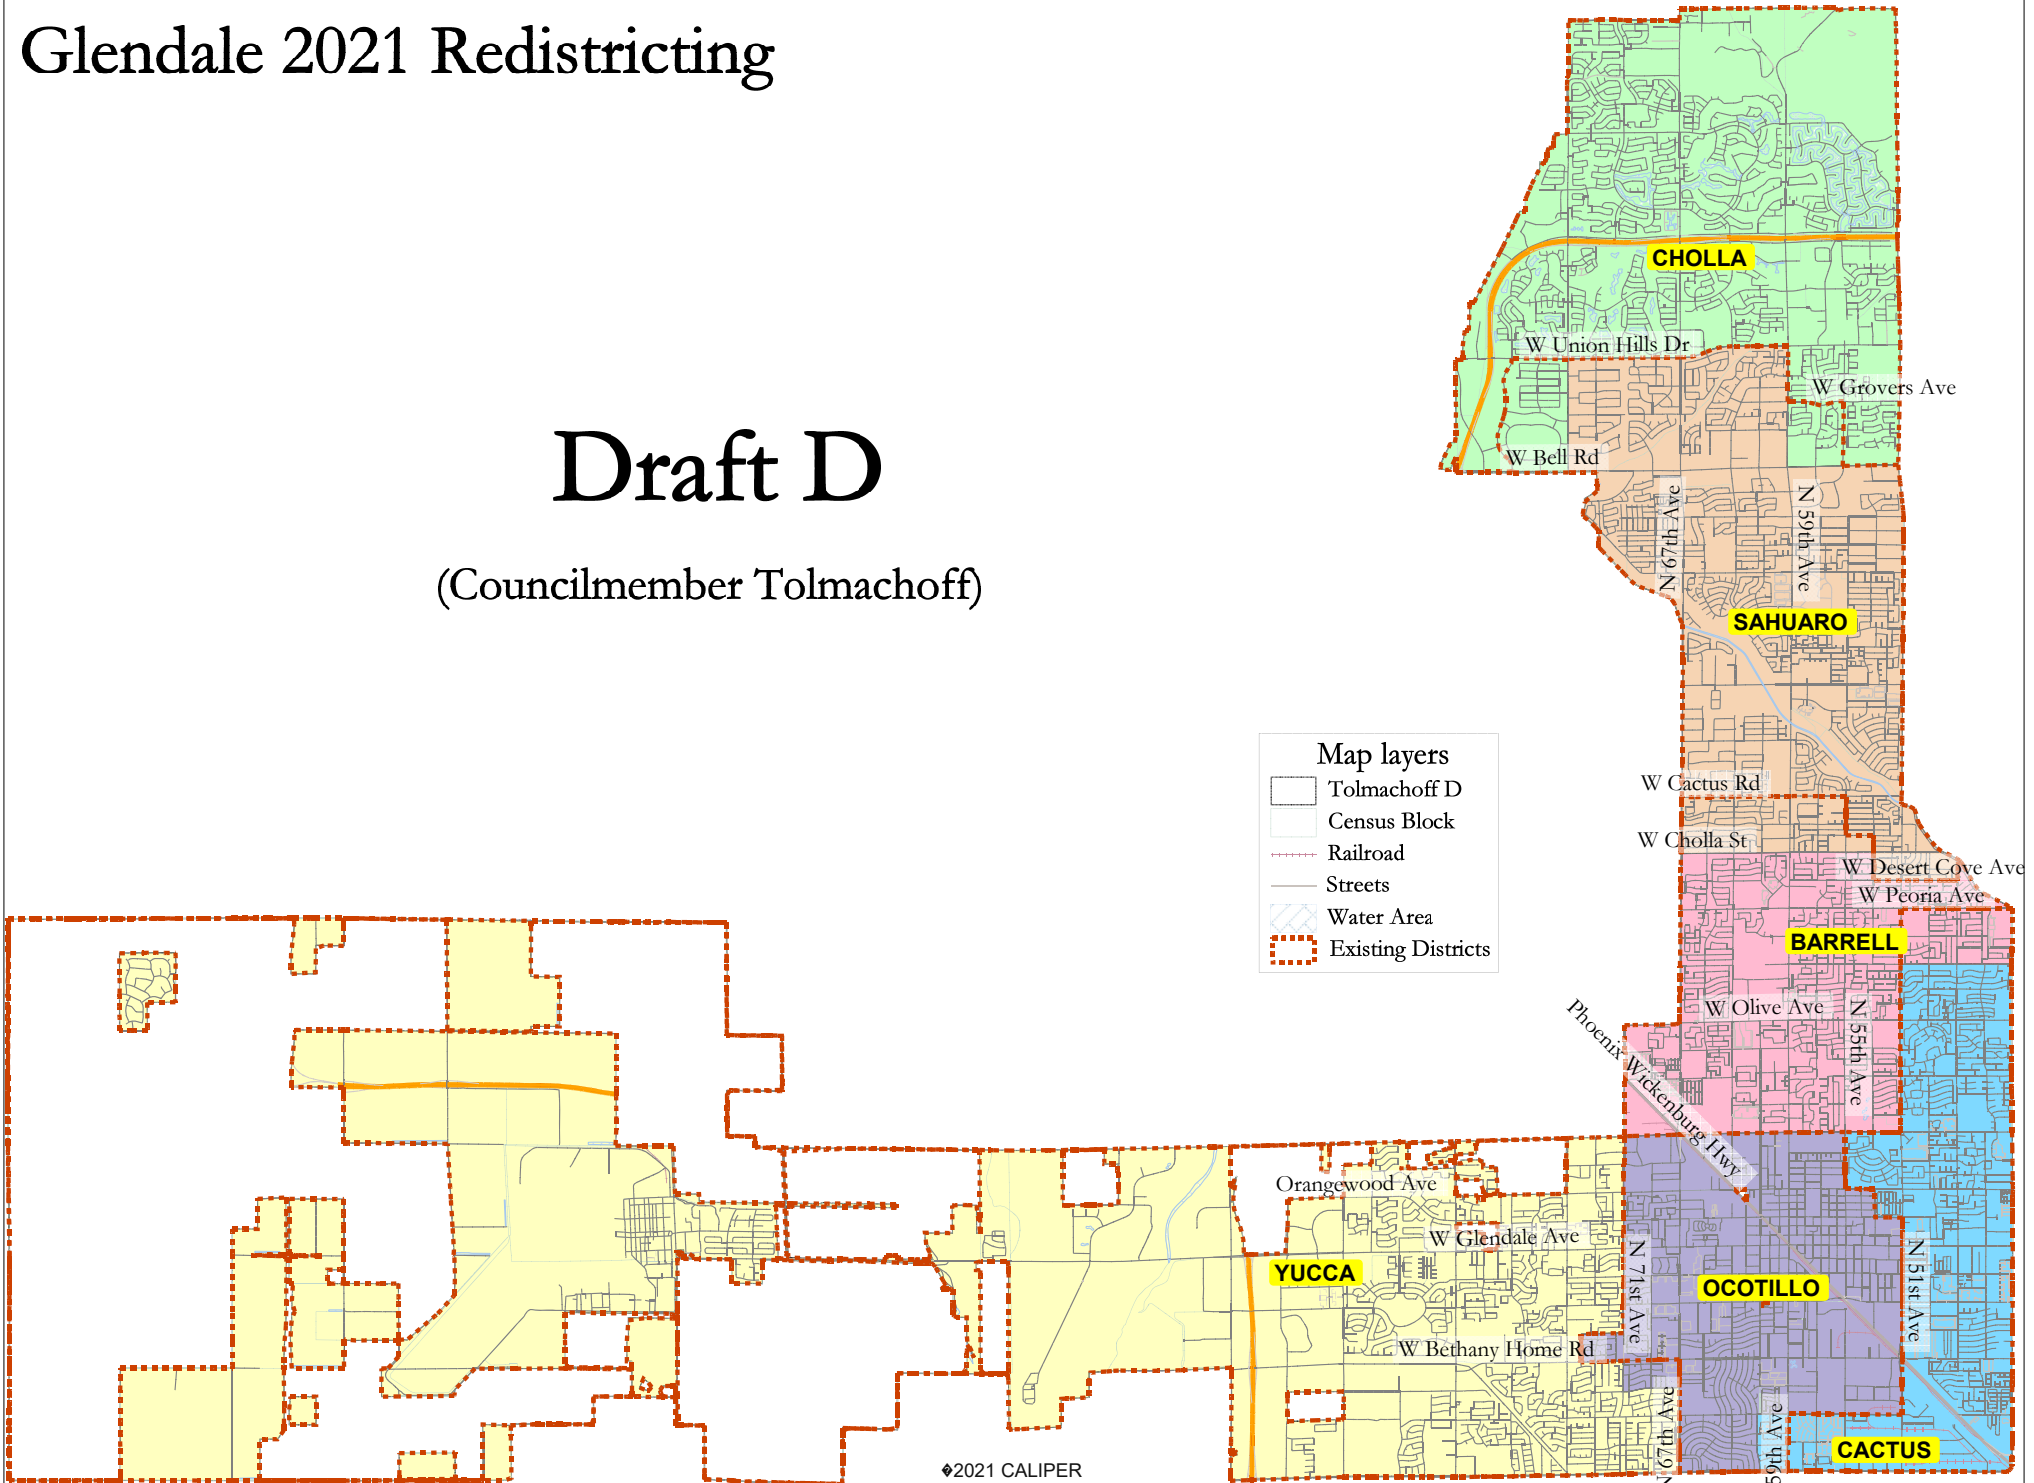 Glendale 2021 Redistricting
Draft D
(Councilmember Tolmachoff)
CHOLLA
W Union Hills Dr
W Grovers Ave
W Bell Rd
N 67th Ave
N 59th Ave
SAHUARO
Map layers
Tolmachoff D
Census Block
Railroad
Streets
Water Area
Existing Districts
W Cactus Rd
W Cholla St
W Desert Cove Ave
W Peoria Ave
BARRELL
W Olive Ave
N 55th Ave
Phoenix Wickenburg Hwy
Orangewood Ave
W Glendale Ave
YUCCA
N 71st Ave
OCOTILLO
N 51st Ave
W Bethany Home Rd
N 67th Ave
59th Ave
CACTUS
�2021 CALIPER